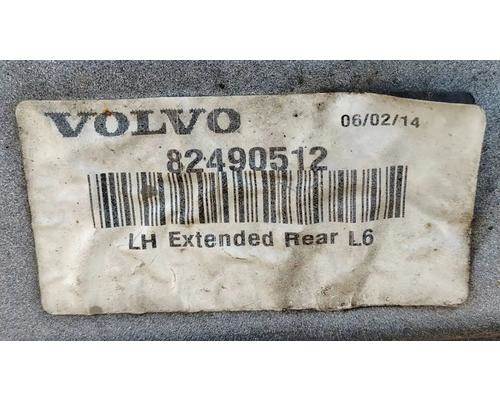 VOLVO
06/02/14
82490512
LH Extended Rear L6